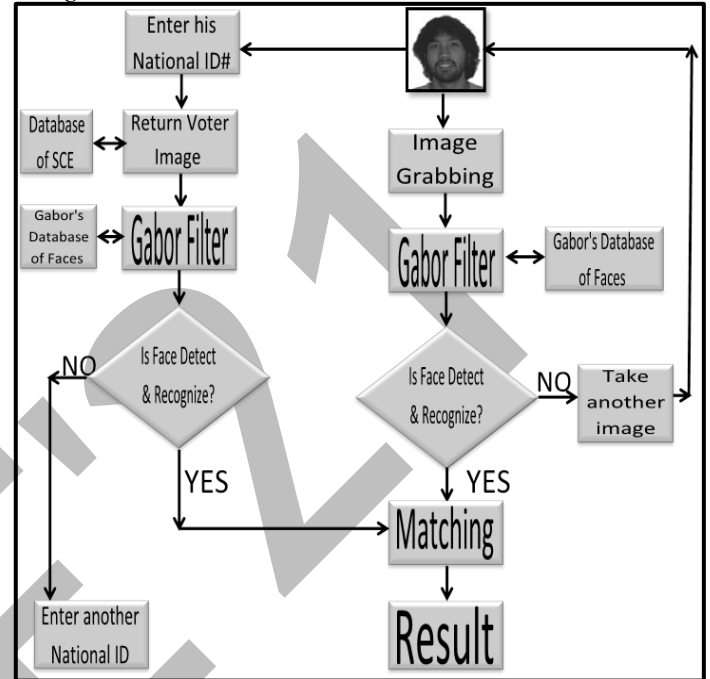 Enter his
National ID#
Database
of SCE
Return Voter
Image
Gabor's
Database
of Faces
Gabor Filter
Is Face Detect
& Recognize?
NO
YES
Enter another
National ID
Image
Grabbing
Gabor Filter
Gabor's Database
of Faces
Is Face Detect
& Recognize?
NO
Take
another
image
YES
Matching
Result